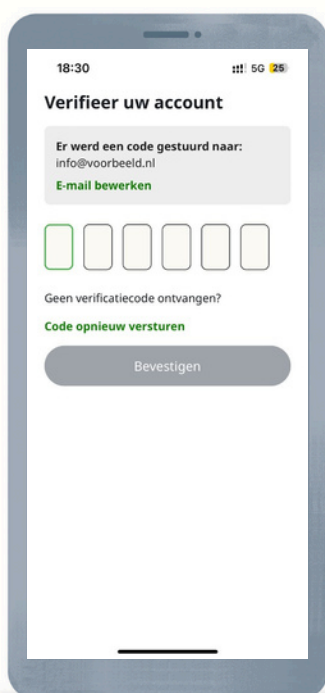 18:30
5G 25
Verifieer uw account
Er werd een code gestuurd naar:
info@voorbeeld.nl
E-mail bewerken
Geen verificatiecode ontvangen?
Code opnieuw versturen
Bevestigen